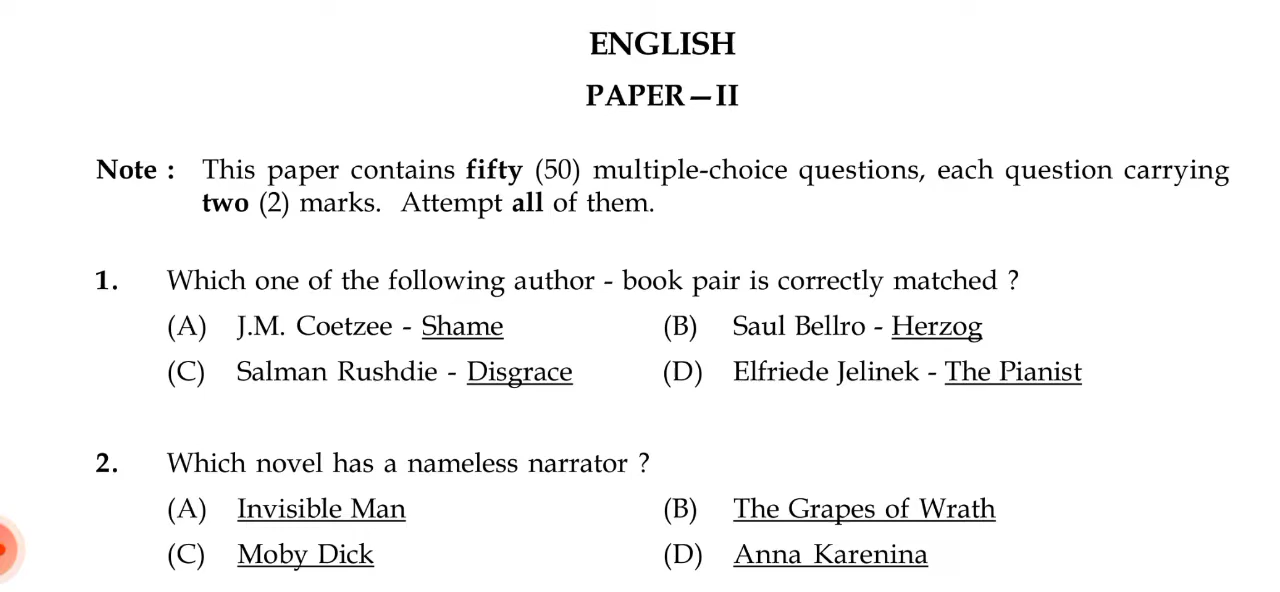 ENGLISH
PAPER—II
Note : This paper contains fifty (50) multiple-choice questions, each question carrying
two (2) marks. Attempt all of them.
1. Which one of the following author - book pair is correctly matched ?
(A) J.M. Coetzee - Shame (B) Saul Bellro - Herzog
(C) Salman Rushdie - Disgrace (D) Elfriede Jelinek - The Pianist
2. Which novel has a nameless narrator ?
(A) Invisible Man (B) The Grapes of Wrath
(C) Moby Dick (D) Anna Karenina